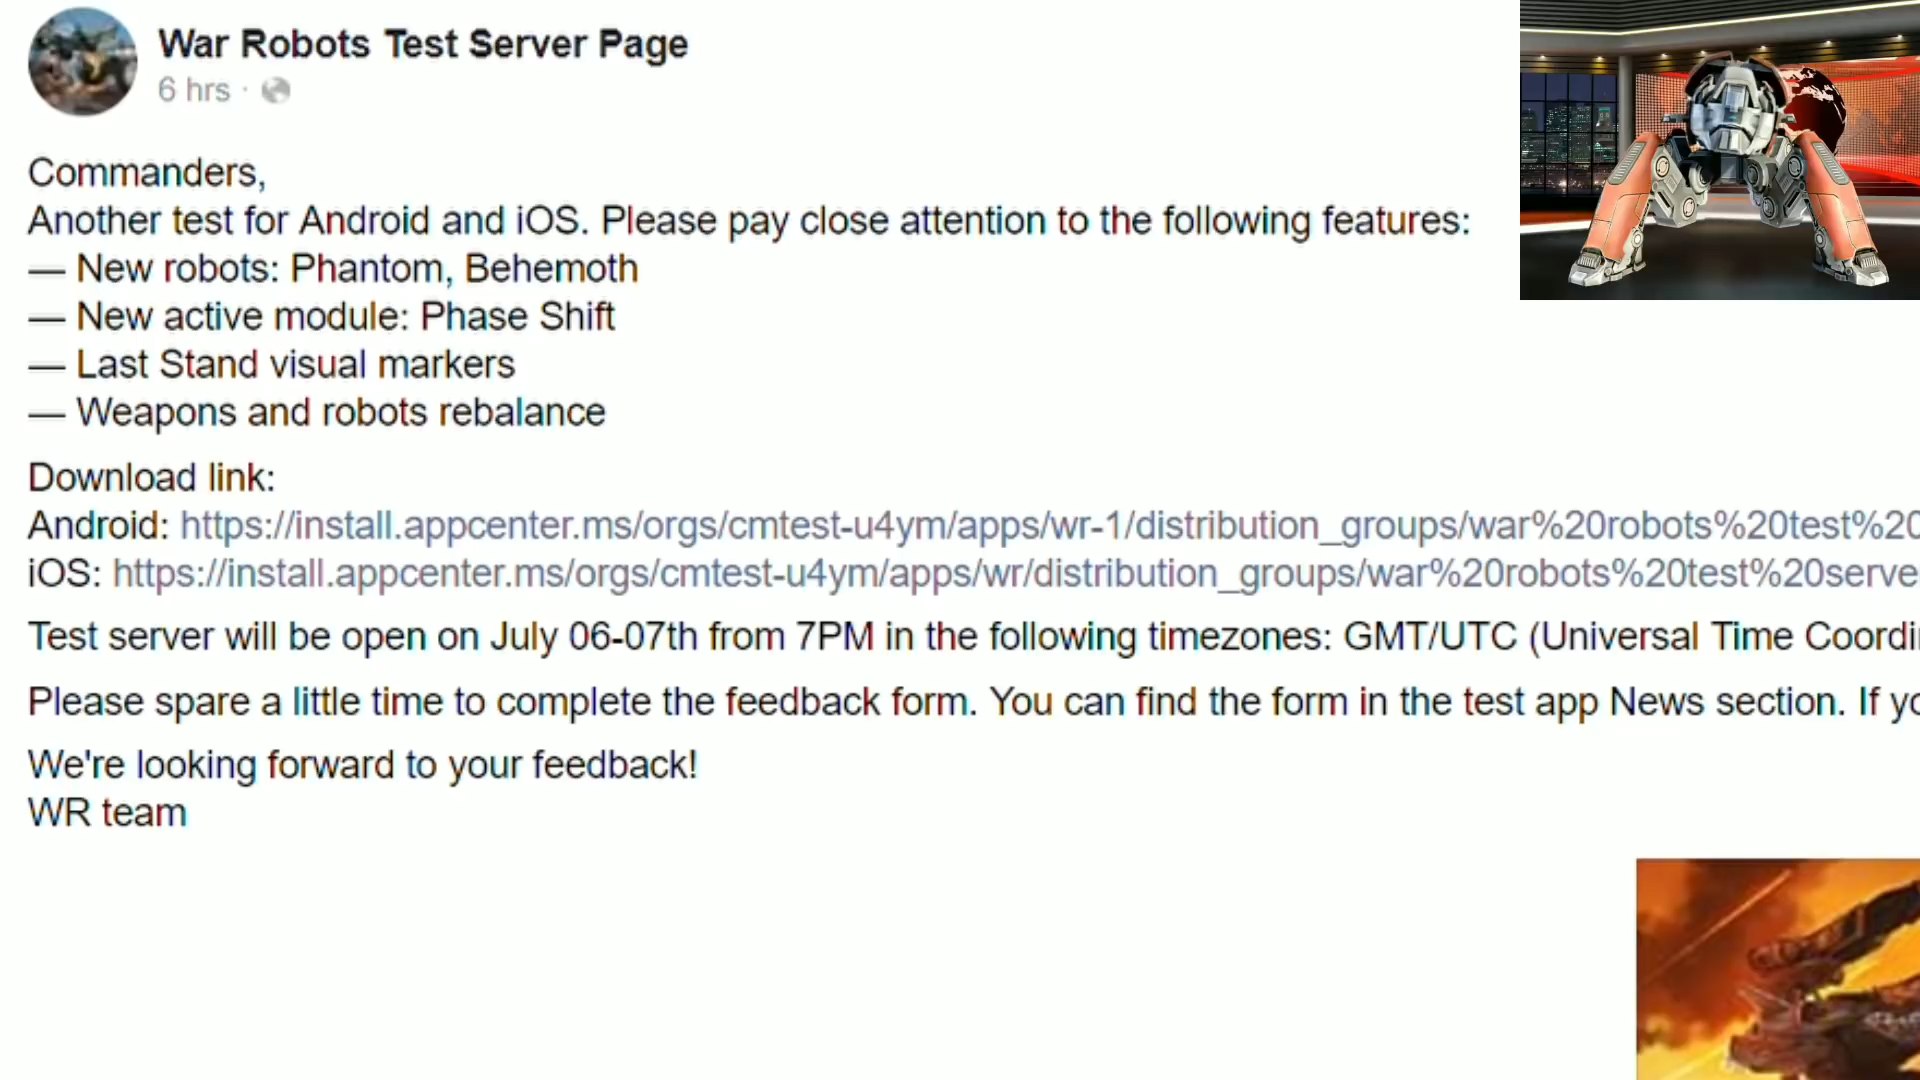 War Robots Test Server Page
6 hrs ·
Commanders,
Another test for Android and iOS. Please pay close attention to the following features:
— New robots: Phantom, Behemoth
— New active module: Phase Shift
— Last Stand visual markers
— Weapons and robots rebalance
Download link:
Android: https://install.appcenter.ms/orgs/cmtest-u4ym/apps/wr-1/distribution_groups/war%20robots%20test%20
iOS: https://install.appcenter.ms/orgs/cmtest-u4ym/apps/wr/distribution_groups/war%20robots%20test%20serve
Test server will be open on July 06-07th from 7PM in the following timezones: GMT/UTC (Universal Time Coordi
Please spare a little time to complete the feedback form. You can find the form in the test app News section. If yo
We're looking forward to your feedback!
WR team